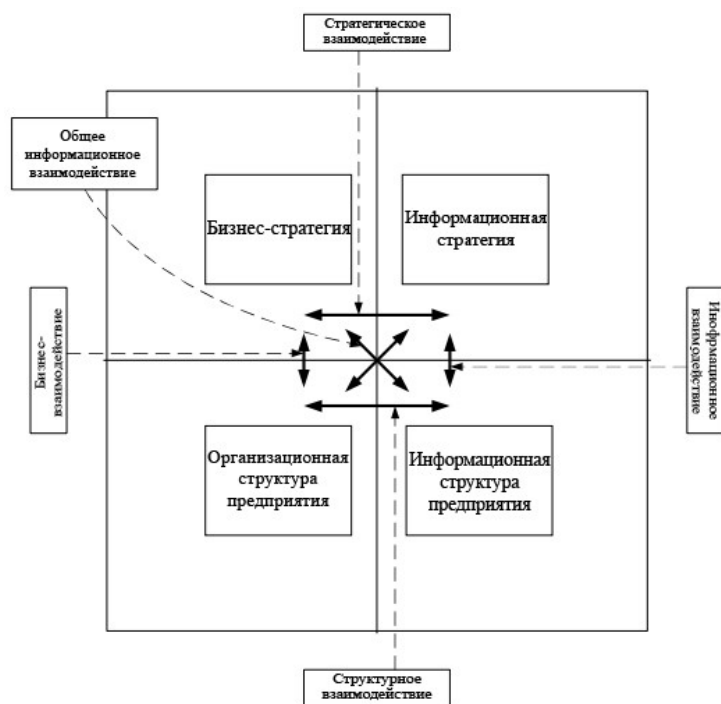 Стратегическое
взаимодействие
Общее
информационное
взаимодействие
Бизнес-стратегия
Информационная
стратегия
Бизнес-
взаимодействие
Инофрмационное
взаимодействие
Организационная
структура
предприятия
Информационная
структура
предприятия
Структурное
взаимодействие